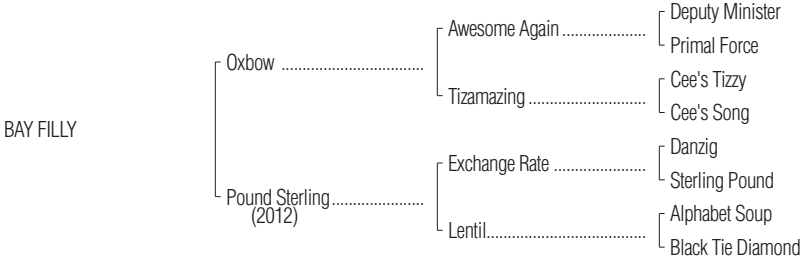 Deputy Minister
Awesome Again ....................
Primal Force
Oxbow ..................................
Cee's Tizzy
Tizamazing ............................
Cee's Song
BAY FILLY
Danzig
Exchange Rate ......................
Sterling Pound
Pound Sterling......................
(2012)
Alphabet Soup
Lentil......................................
Black Tie Diamond